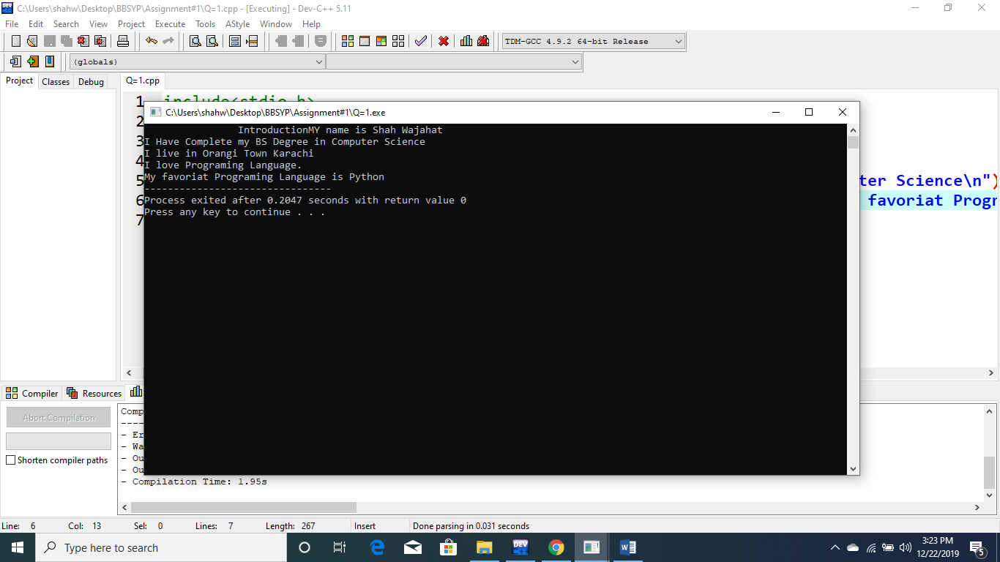 C:\Users\shahw\Desktop\BBSYP\Assignment#1\Q=1.cpp - [Executing] - Dev-C++ 5.11
File Edit Search View Project Execute Tools AStyle Window Help
TDM-GCC 4.9.2 64-bit Release
(globals)
Project Classes Debug
Q=1.cpp
1 include<stdio.h>
C:\Users\shahw\Desktop\BBSYP\Assignment#1\Q=1.exe
2
IntroductionMY name is Shah Wajahat
3
I Have Complete my BS Degree in Computer Science
I live in Orangi Town Karachi
4
I love Programing Language.
5 ter Science\n")
My favoriat Programing Language is Python
--------------------------------
6 favoriat Progr
Process exited after 0.2047 seconds with return value 0
Press any key to continue . . .
7
Compiler Resources
Abort Compilation
Shorten compiler paths
Comp
----
- Er
- Wa
- Ou
- Ou
- Compilation Time: 1.95s
Line: 6 Col: 13 Sel: 0 Lines: 7 Length: 267 Insert Done parsing in 0.031 seconds
DEV C++
Type here to search
3:23 PM
12/22/2019
5